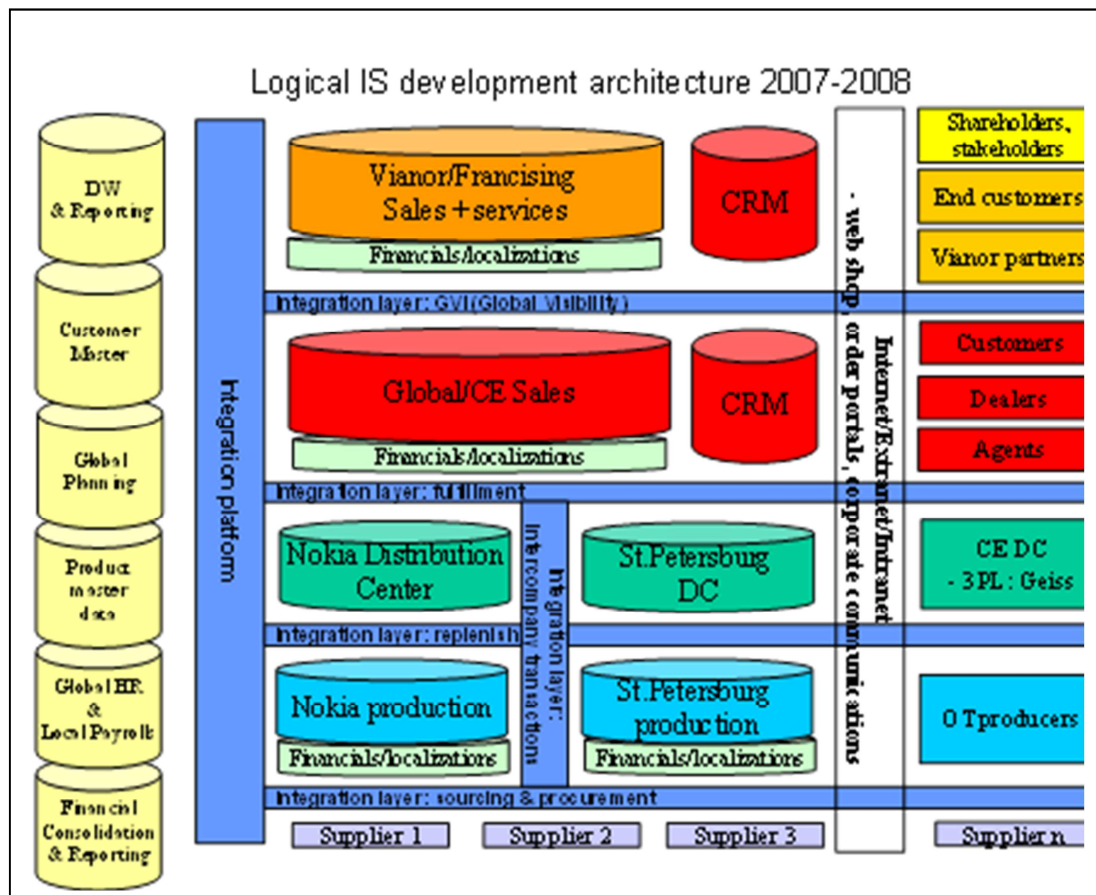 Logical IS development architecture 2007-2008
DW
& Reporting
Customer
Master
Global
Planning
Product
master
data
Global HR
&
Local Payrolls
Financial
Consolidation
& Reporting
Integration platform
Vianor/Francising
Sales + services
Financials/localizations
CRM
Integration layer: GVI (Global Visibility)
Global/CE Sales
Financials/localizations
CRM
Integration layer: fulfillment
Nokia Distribution
Center
St.Petersburg
DC
Integration layer: replenish
Integration layer:
Intercompany transactions
Nokia production
Financials/localizations
St.Petersburg
production
Financials/localizations
Integration layer: sourcing & procurement
Supplier 1
Supplier 2
Supplier 3
Supplier n
Internet/Extranet/Intranet
- web shop, order portals, corporate communications
Shareholders,
stakeholders
End customers
Vianor partners
Customers
Dealers
Agents
CE DC
- 3PL : Geiss
OTproducers